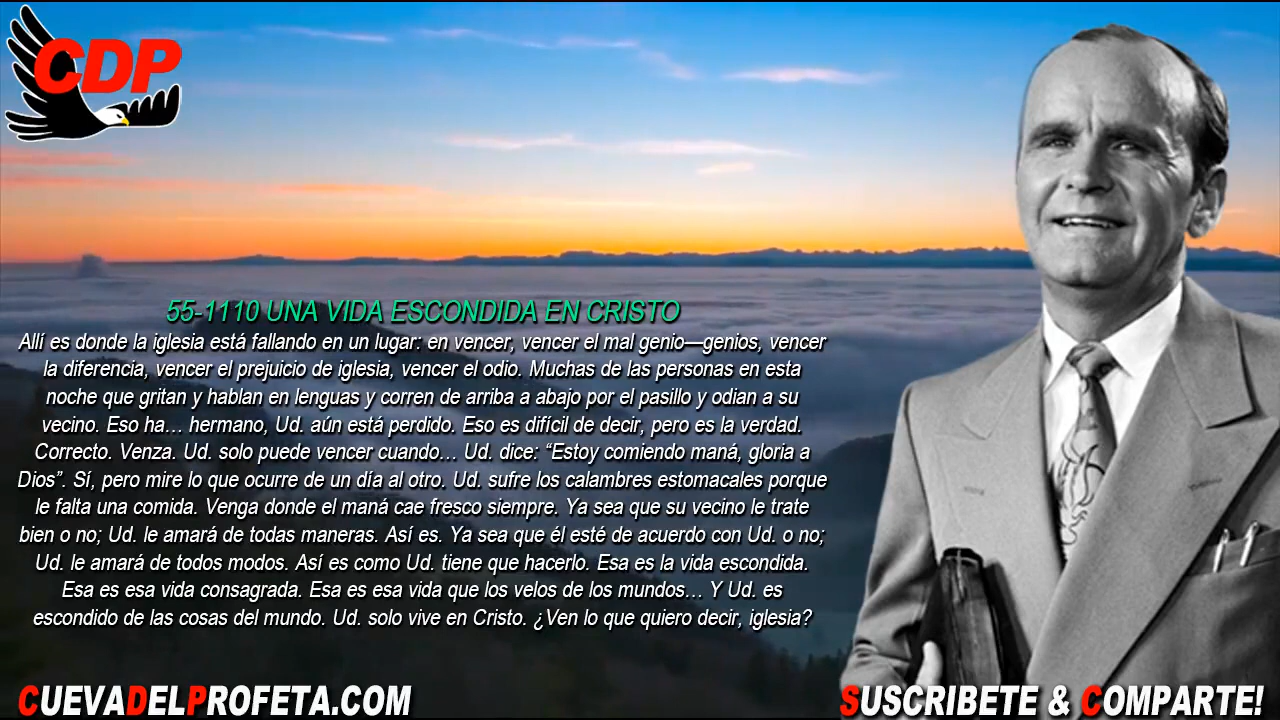 CDP
55-1110 UNA VIDA ESCONDIDA EN CRISTO
Allí es donde la iglesia está fallando en un lugar: en vencer, vencer el mal genio—genios, vencer
la diferencia, vencer el prejuicio de iglesia, vencer el odio. Muchas de las personas en esta
noche que gritan y hablan en lenguas y corren de arriba a abajo por el pasillo y odian a su
vecino. Eso ha… hermano, Ud. aún está perdido. Eso es difícil de decir, pero es la verdad.
Correcto. Venza. Ud. solo puede vencer cuando… Ud. dice: “Estoy comiendo maná, gloria a
Dios”. Sí, pero mire lo que ocurre de un día al otro. Ud. sufre los calambres estomacales porque
le falta una comida. Venga donde el maná cae fresco siempre. Ya sea que su vecino le trate
bien o no; Ud. le amará de todas maneras. Así es. Ya sea que él esté de acuerdo con Ud. o no;
Ud. le amará de todos modos. Así es como Ud. tiene que hacerlo. Esa es la vida escondida.
Esa es esa vida consagrada. Esa es esa vida que los velos de los mundos… Y Ud. es
escondido de las cosas del mundo. Ud. solo vive en Cristo. ¿Ven lo que quiero decir, iglesia?
CUEVADELPROFETA.COM
SUSCRIBETE & COMPARTE!